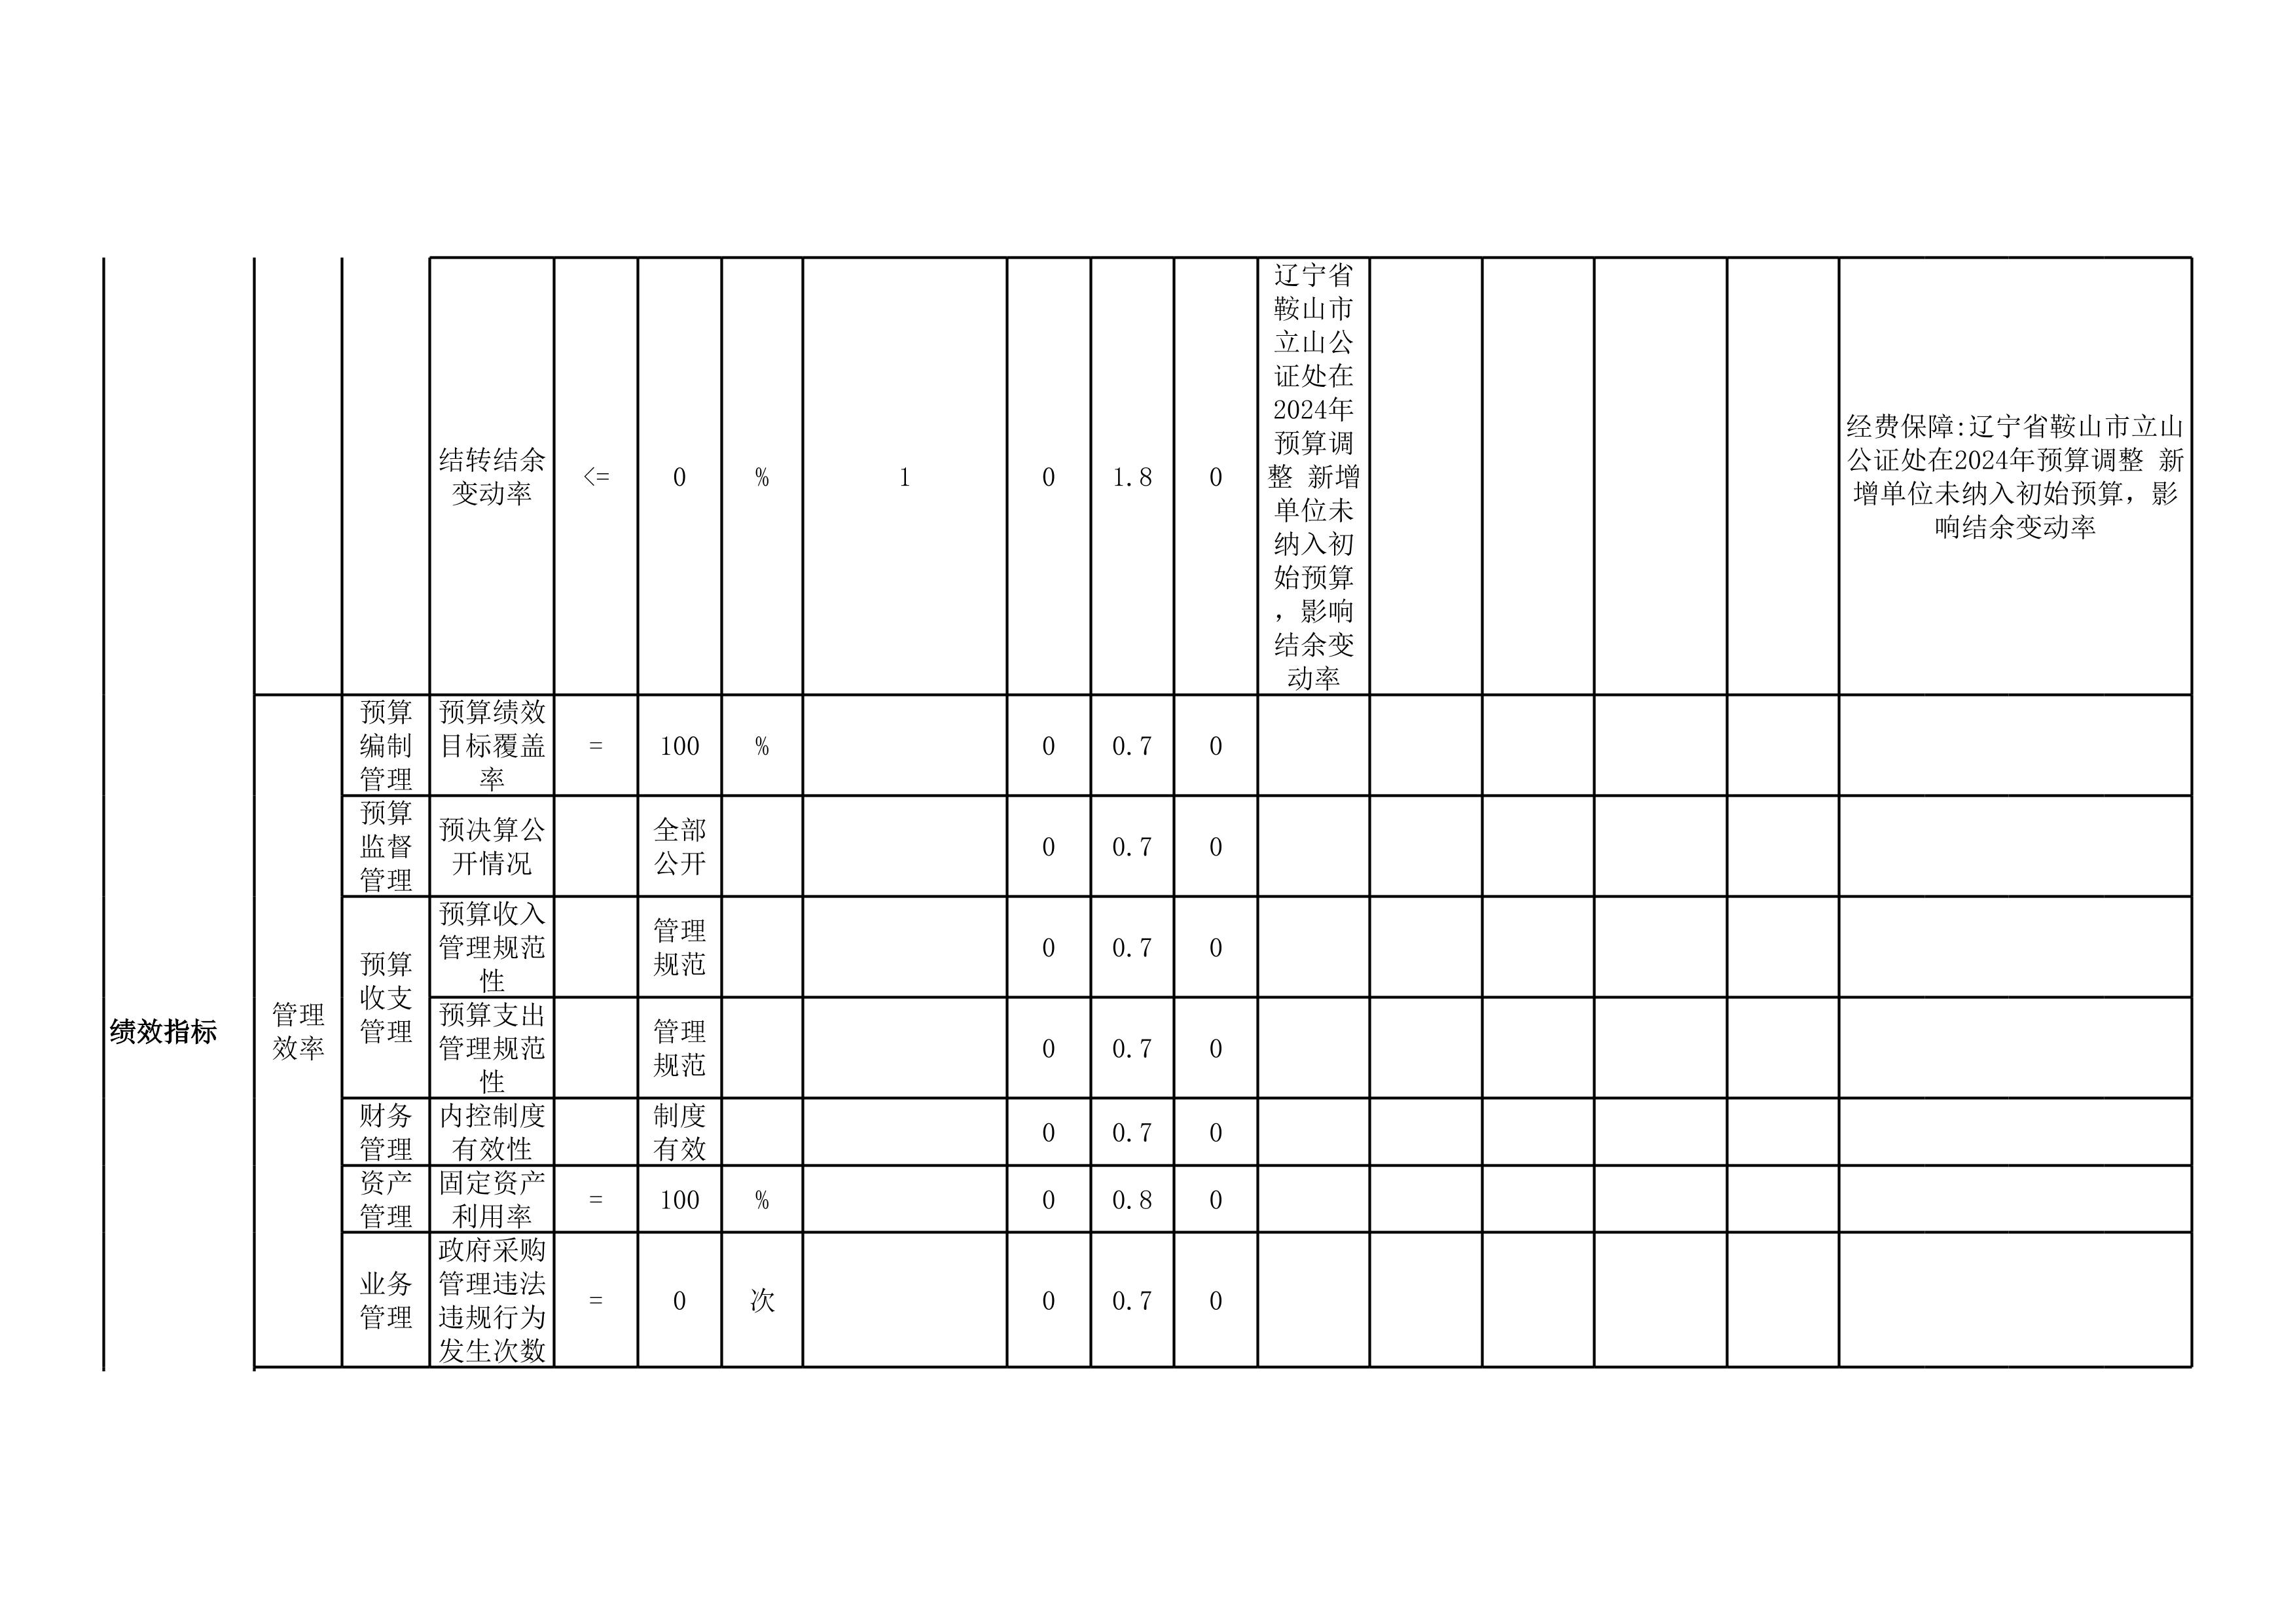 结转结余
变动率
<=
0
%
1
0
1.8
0
辽宁省
鞍山市
立山公
证处在
2024年
预算调
整 新增
单位未
纳入初
始预算
，影响
结余变
动率
经费保障:辽宁省鞍山市立山
公证处在2024年预算调整 新
增单位未纳入初始预算，影
响结余变动率
绩效指标
管理
效率
预算
编制
管理
预算绩效
目标覆盖
率
=
100
%
0
0.7
0
预算
监督
管理
预决算公
开情况
全部
公开
0
0.7
0
预算
收支
管理
预算收入
管理规范
性
管理
规范
0
0.7
0
预算支出
管理规范
性
管理
规范
0
0.7
0
财务
管理
内控制度
有效性
制度
有效
0
0.7
0
资产
管理
固定资产
利用率
=
100
%
0
0.8
0
业务
管理
政府采购
管理违法
违规行为
发生次数
=
0
次
0
0.7
0